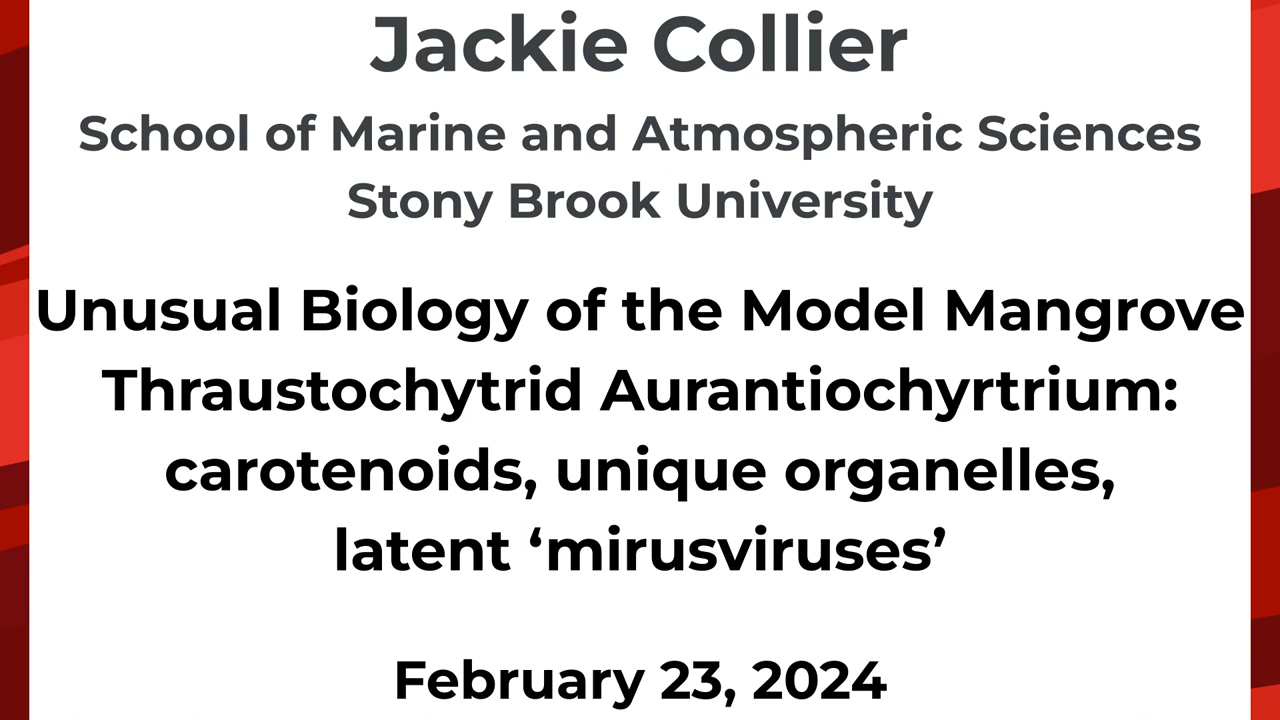 Jackie Collier
School of Marine and Atmospheric Sciences
Stony Brook University
Unusual Biology of the Model Mangrove
Thraustochytrid Aurantiochyrtrium:
carotenoids, unique organelles,
latent ‘mirusviruses’
February 23, 2024